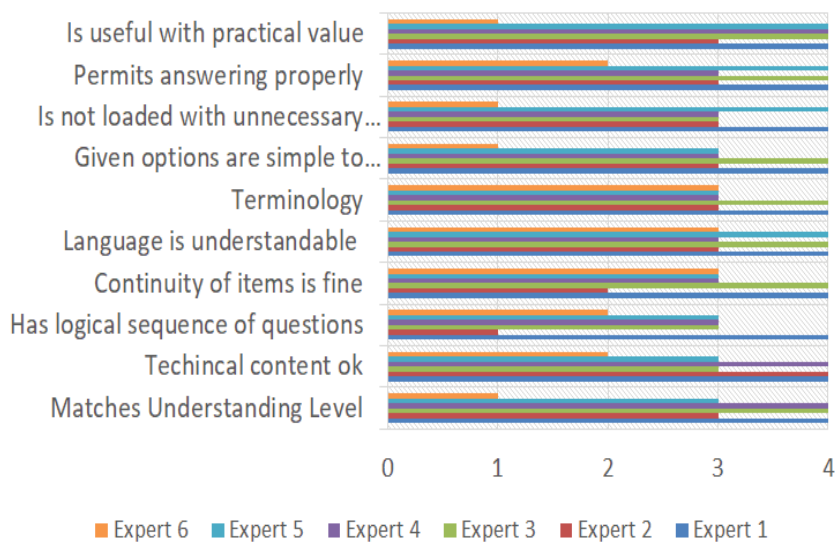 Is useful with practical value
Permits answering properly
Is not loaded with unnecessary...
Given options are simple to...
Terminology
Language is understandable
Continuity of items is fine
Has logical sequence of questions
Techincal content ok
Matches Understanding Level
0 1 2 3 4
Expert 6 Expert 5 Expert 4 Expert 3 Expert 2 Expert 1